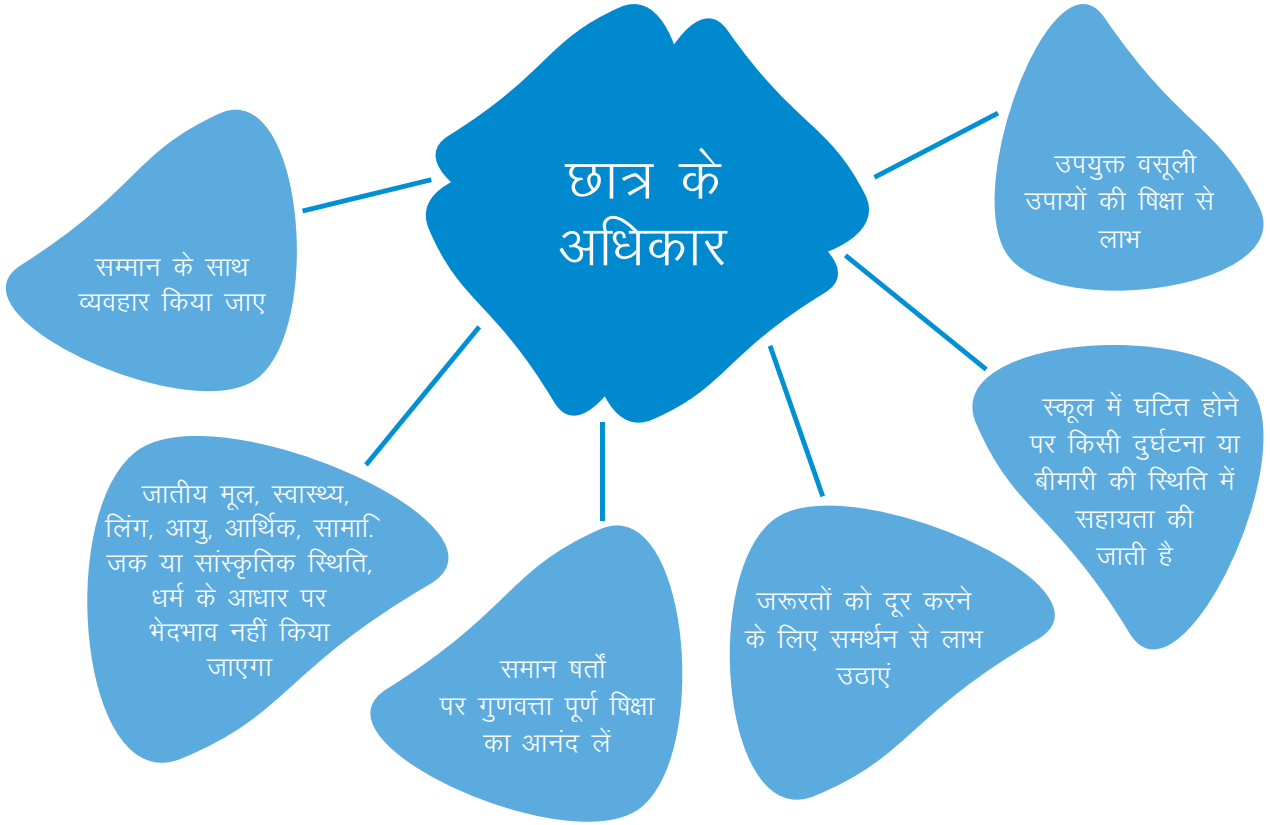 छात्र के
अधिकार
सम्मान के साथ
व्यवहार किया जाए
जातीय मूल, स्वास्थ्य,
लिंग, आयु, आर्थिक, सामाि.
जक या सांस्कृतिक स्थिति,
धर्म के आधार पर
भेदभाव नहीं किया
जाएगा
समान षर्तों
पर गुणवत्ता पूर्ण षिक्षा
का आनंद लें
जरूरतों को दूर करने
के लिए समर्थन से लाभ
उठाएं
स्कूल में घटित होने
पर किसी दुर्घटना या
बीमारी की स्थिति में
सहायता की
जाती है
उपयुक्त वसूली
उपायों की षिक्षा से
लाभ